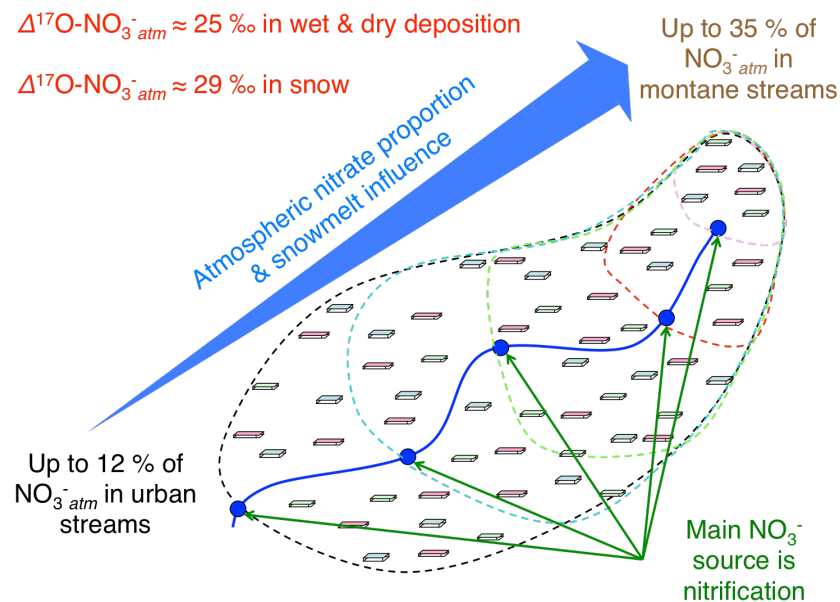 Δ¹⁷O-NO₃⁻atm ≈ 25 ‰ in wet & dry deposition
Δ¹⁷O-NO₃⁻atm ≈ 29 ‰ in snow
Up to 35 % of
NO₃⁻atm in
montane streams
Atmospheric nitrate proportion
& snowmelt influence
Up to 12 % of
NO₃⁻atm in urban
streams
Main NO₃⁻
source is
nitrification